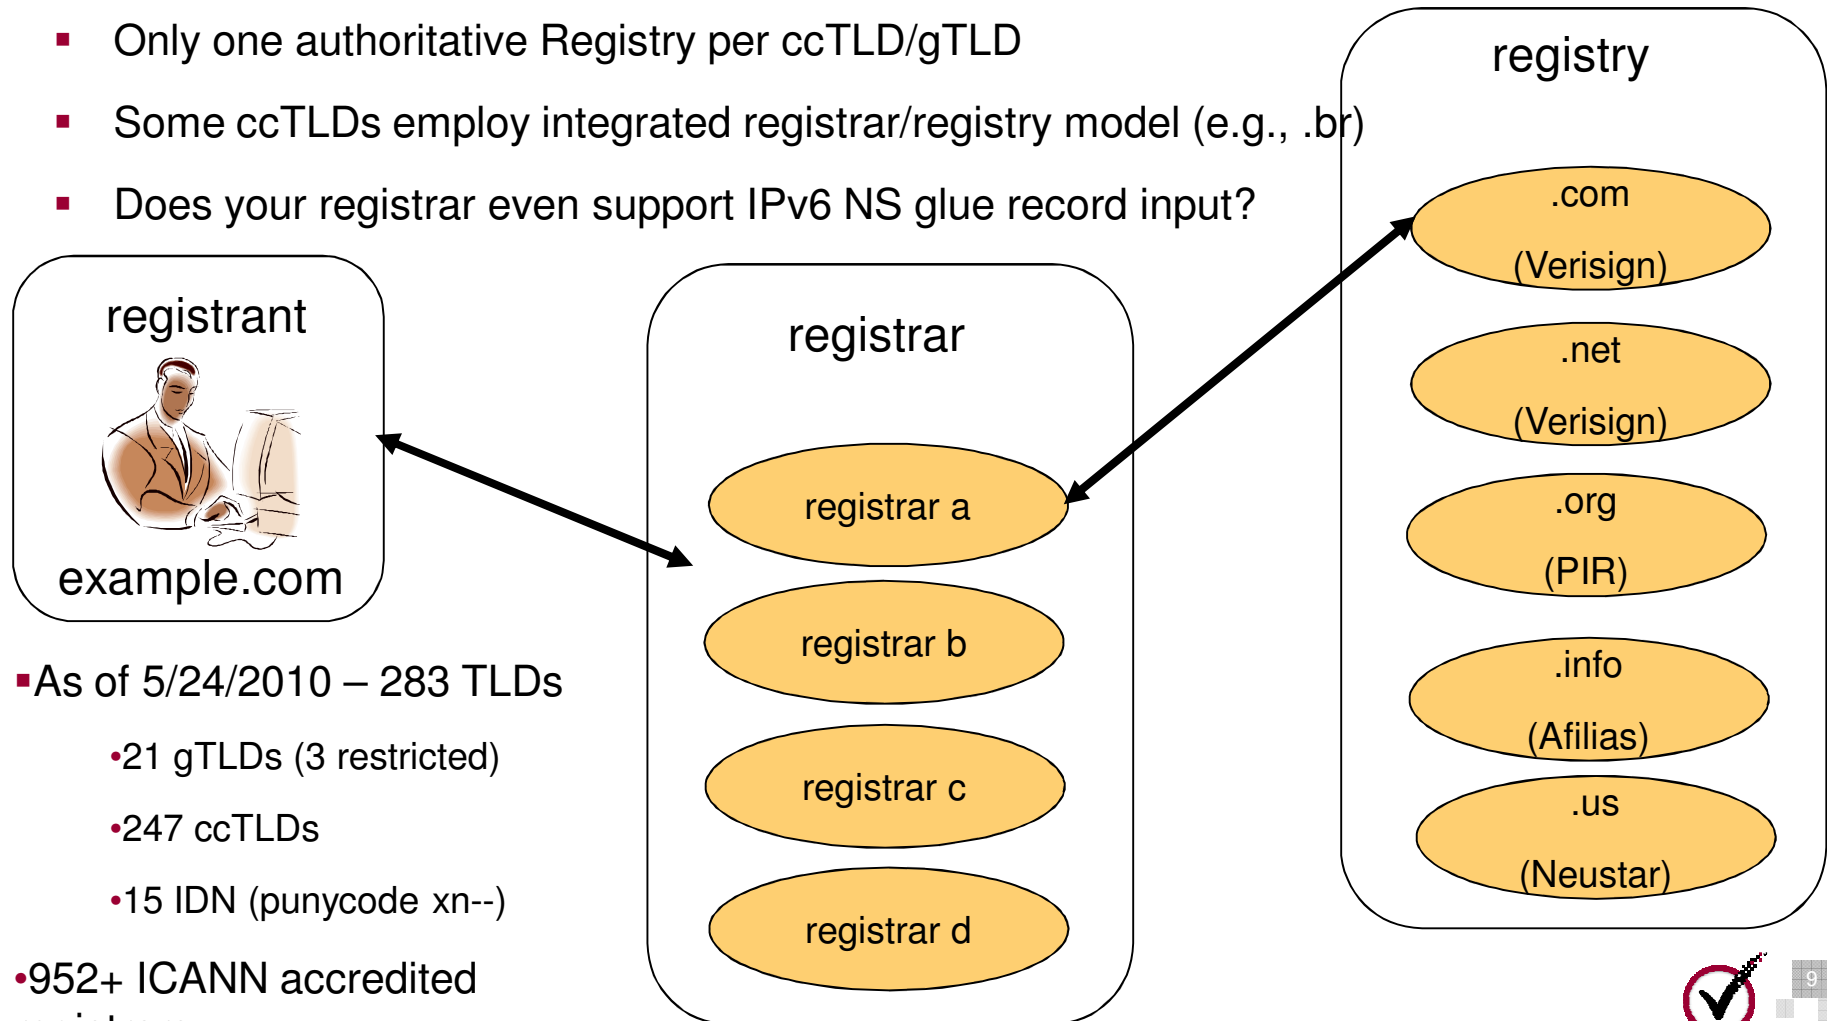 Only one authoritative Registry per ccTLD/gTLD
Some ccTLDs employ integrated registrar/registry model (e.g., .br)
Does your registrar even support IPv6 NS glue record input?
registrant
example.com
As of 5/24/2010 – 283 TLDs
21 gTLDs (3 restricted)
247 ccTLDs
15 IDN (punycode xn--)
952+ ICANN accredited
registrar
registrar a
registrar b
registrar c
registrar d
registry
.com
(Verisign)
.net
(Verisign)
.org
(PIR)
.info
(Afilias)
.us
(Neustar)
9